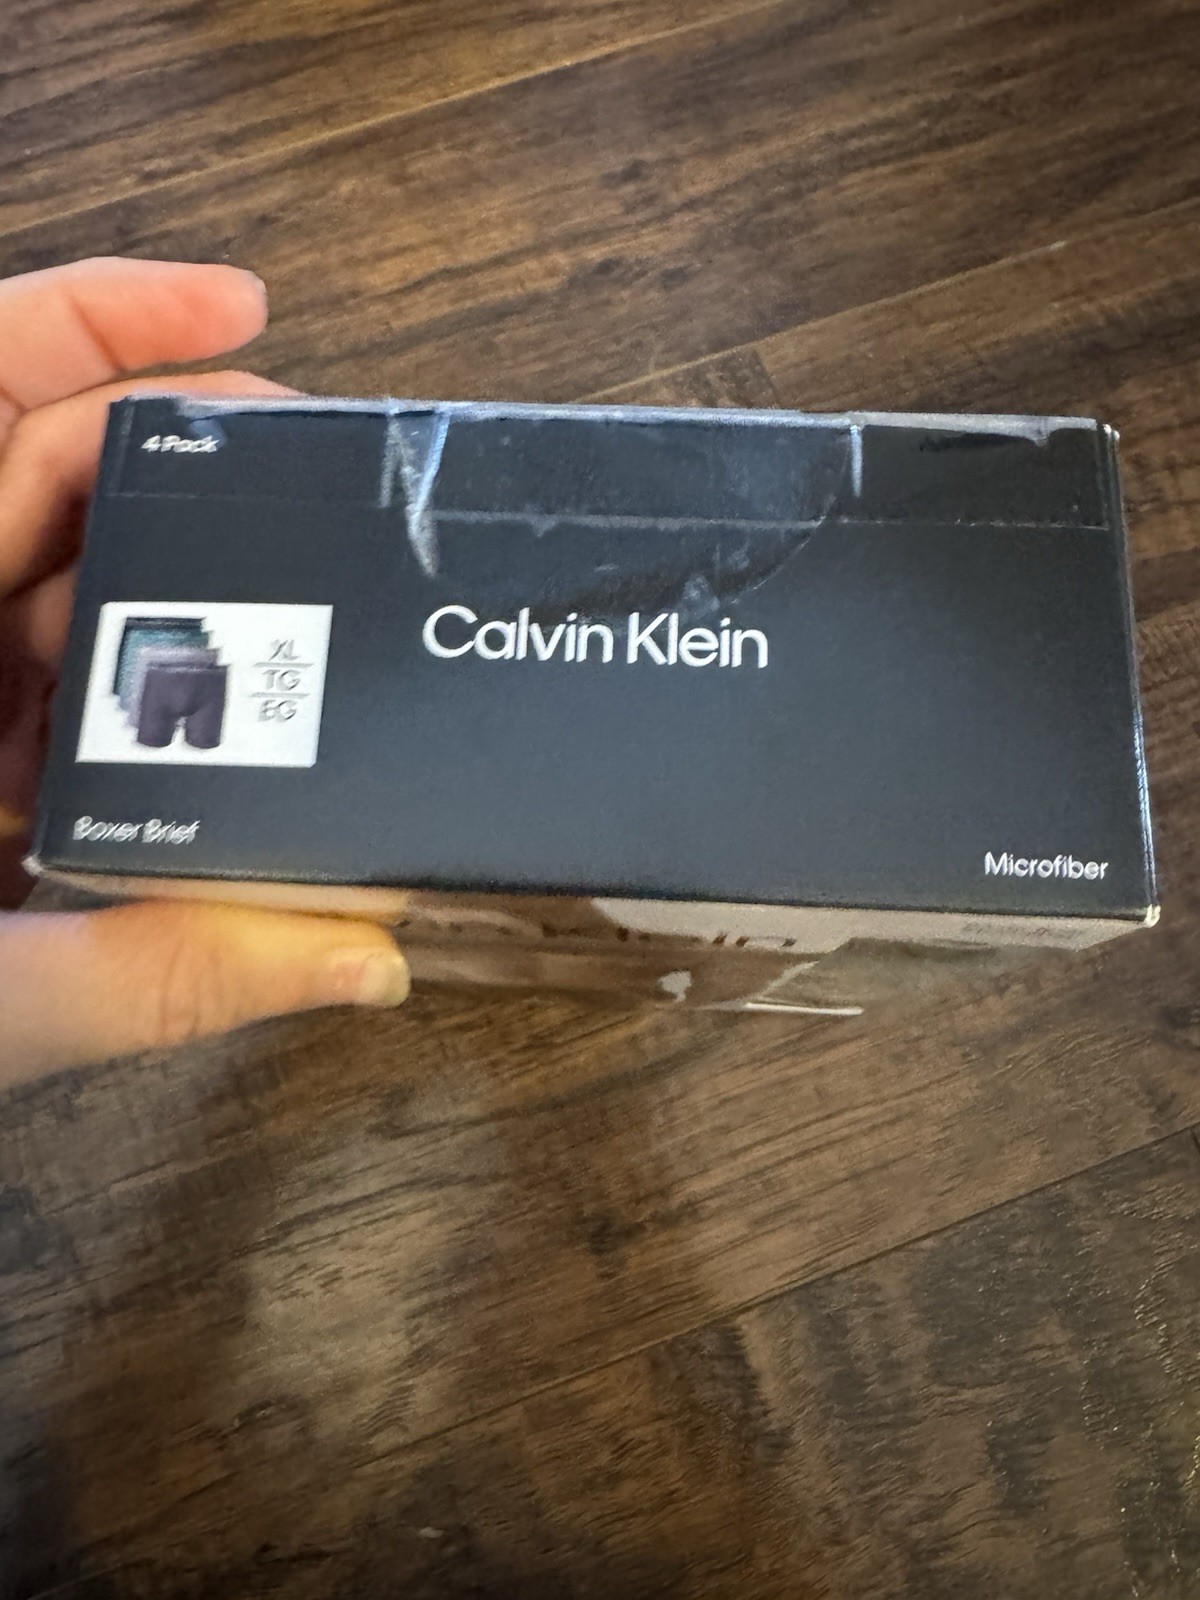 4 Pack
Calvin Klein
XL
TG
EG
Boxer Brief
Microfiber